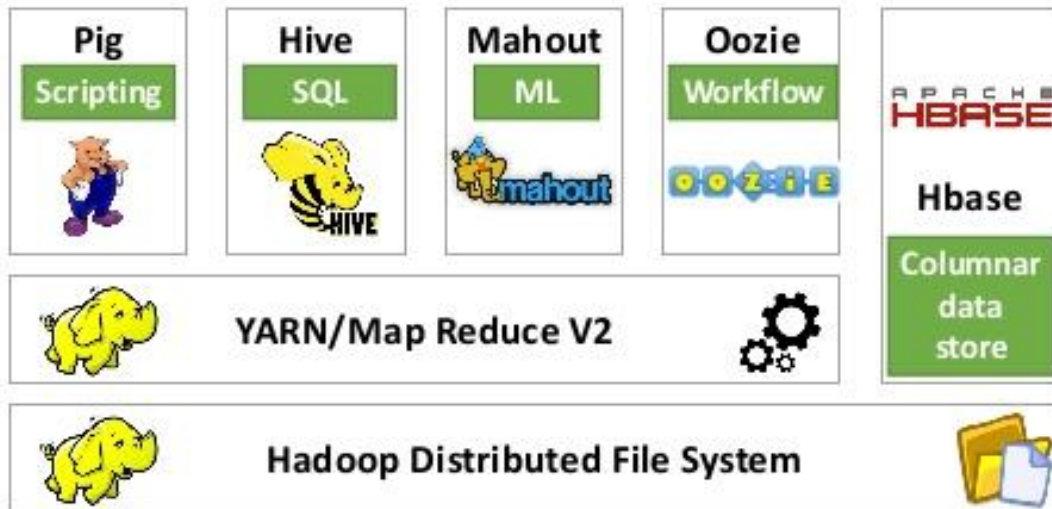 Pig
Scripting
Hive
SQL
HIVE
Mahout
ML
mahout
Oozie
Workflow
OOZiE
APACHE
HBASE
Hbase
Columnar
data
store
YARN/Map Reduce V2
Hadoop Distributed File System